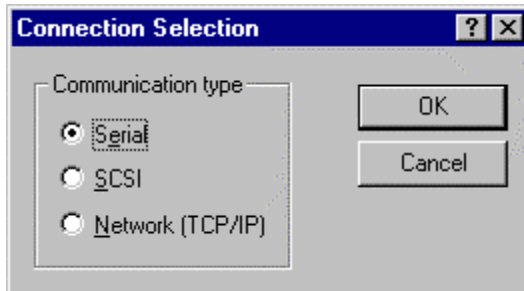 Connection Selection
Communication type
Serial
SCSI
Network (TCP/IP)
OK
Cancel